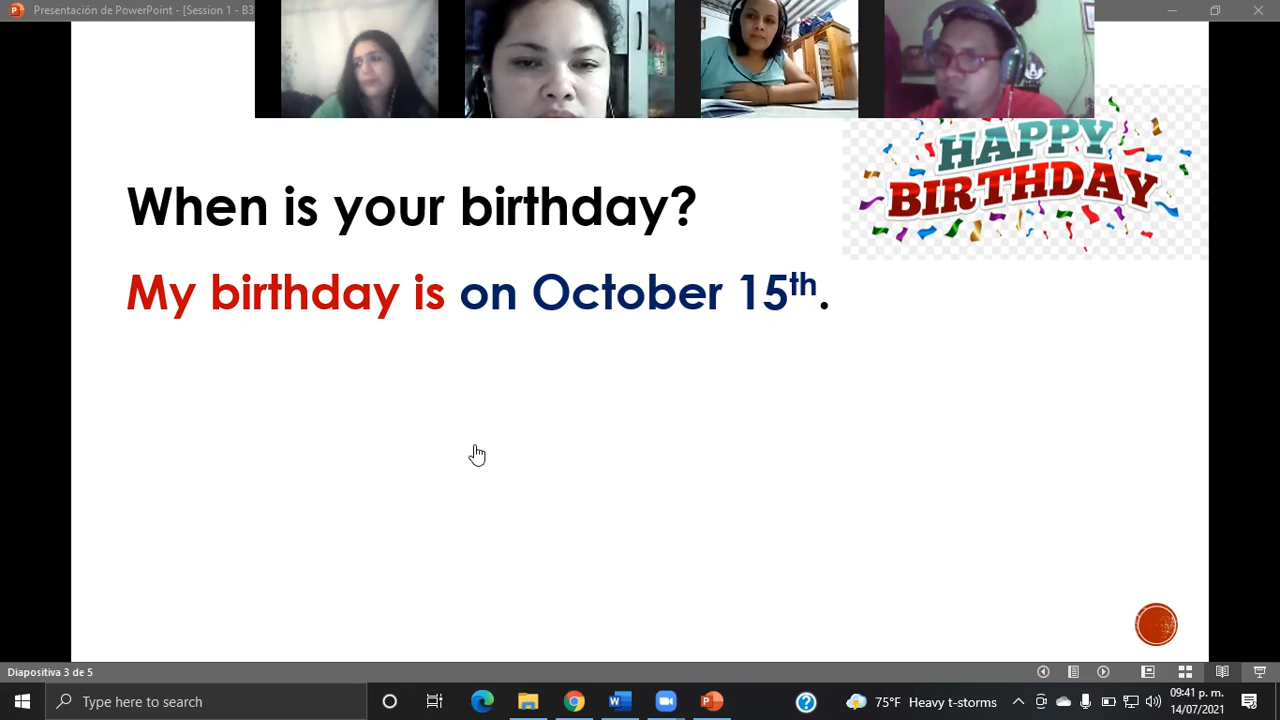 Presentación de PowerPoint - [Session 1 - B3
HAPPY
BIRTHDAY
When is your birthday?
My birthday is on October 15th.
Diapositiva 3 de 5
Type here to search
75°F Heavy t-storms
09:41 p. m.
14/07/2021